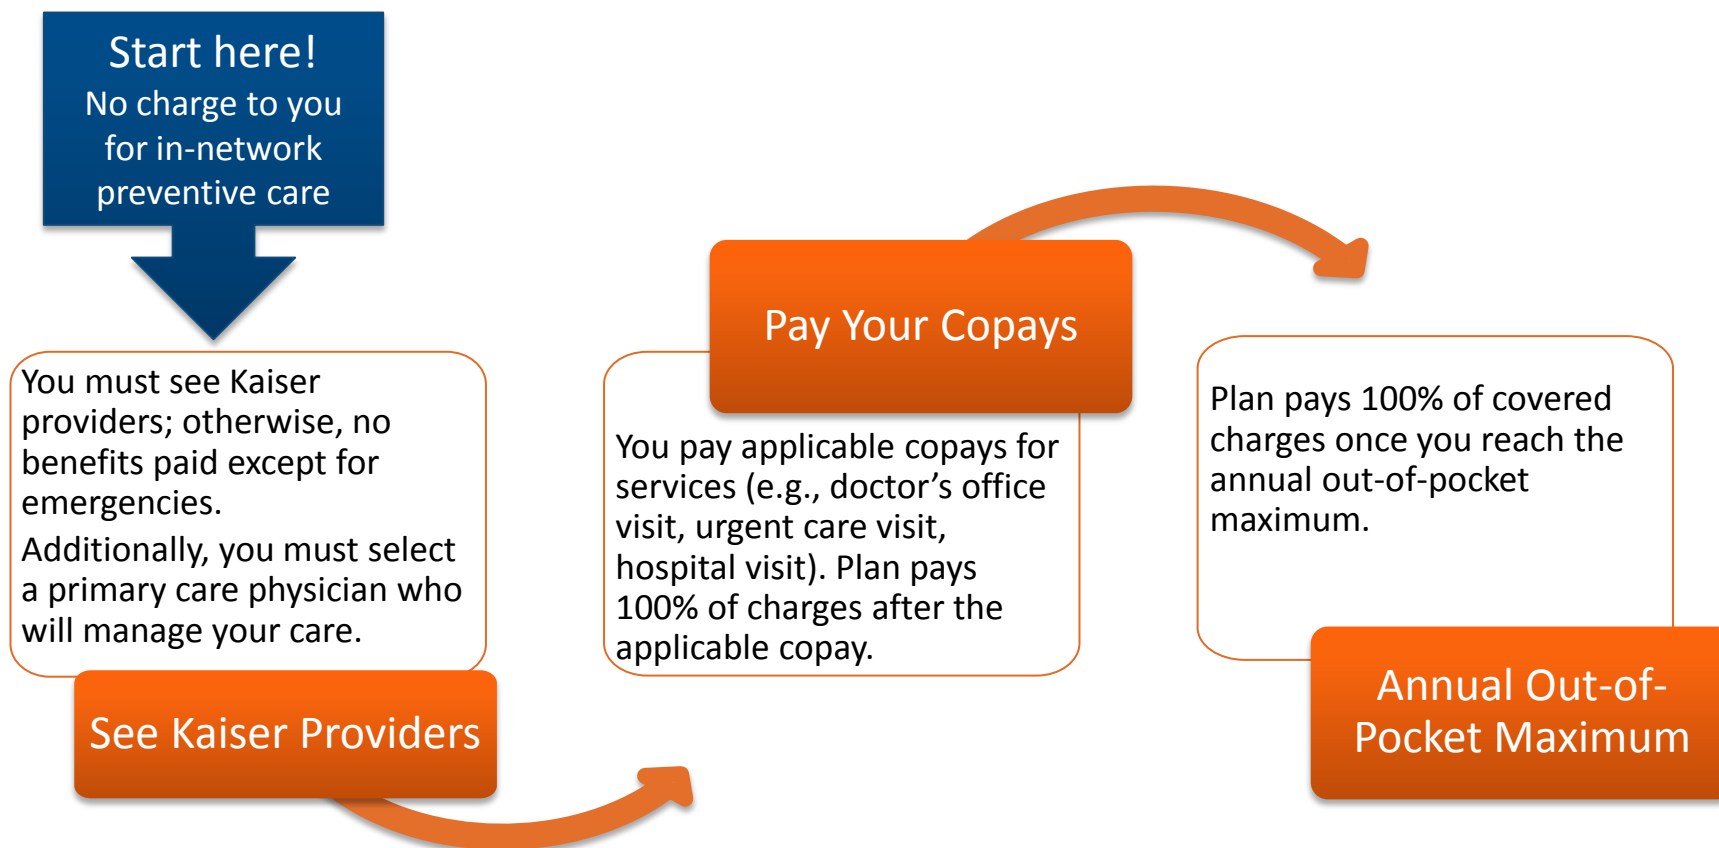 Start here!
No charge to you
for in-network
preventive care
You must see Kaiser
providers; otherwise, no
benefits paid except for
emergencies.
Additionally, you must select
a primary care physician who
will manage your care.
See Kaiser Providers
Pay Your Copays
You pay applicable copays for
services (e.g., doctor’s office
visit, urgent care visit,
hospital visit). Plan pays
100% of charges after the
applicable copay.
Plan pays 100% of covered
charges once you reach the
annual out-of-pocket
maximum.
Annual Out-of-
Pocket Maximum